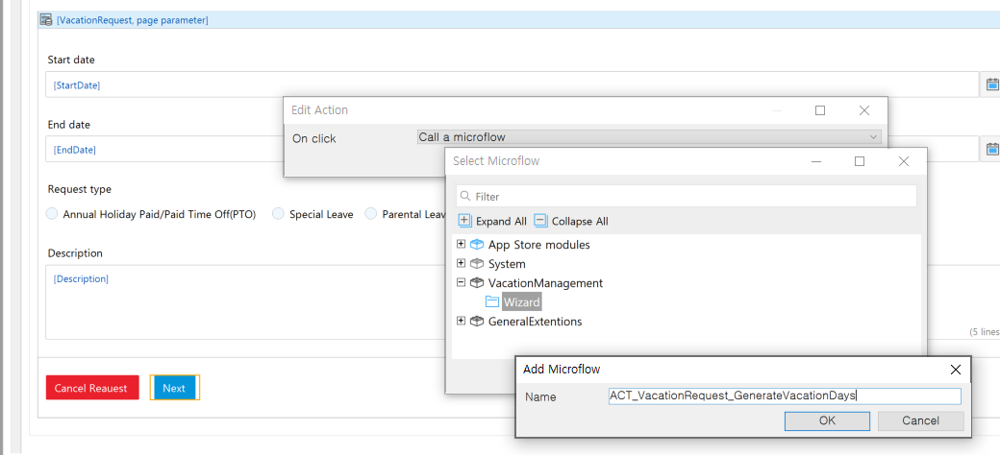 [VacationRequest, page parameter]
Start date
[StartDate]
Edit Action
On click
Call a microflow
End date
[EndDate]
Select Microflow
Filter
Expand All
Collapse All
Request type
Annual Holiday Paid/Paid Time Off(PTO)
Special Leave
Parental Leav
App Store modules
System
VacationManagement
Wizard
GeneralExtentions
Description
[Description]
(5 lines
Add Microflow
Name
ACT_VacationRequest_GenerateVacationDays
OK
Cancel
Cancel Reauest
Next